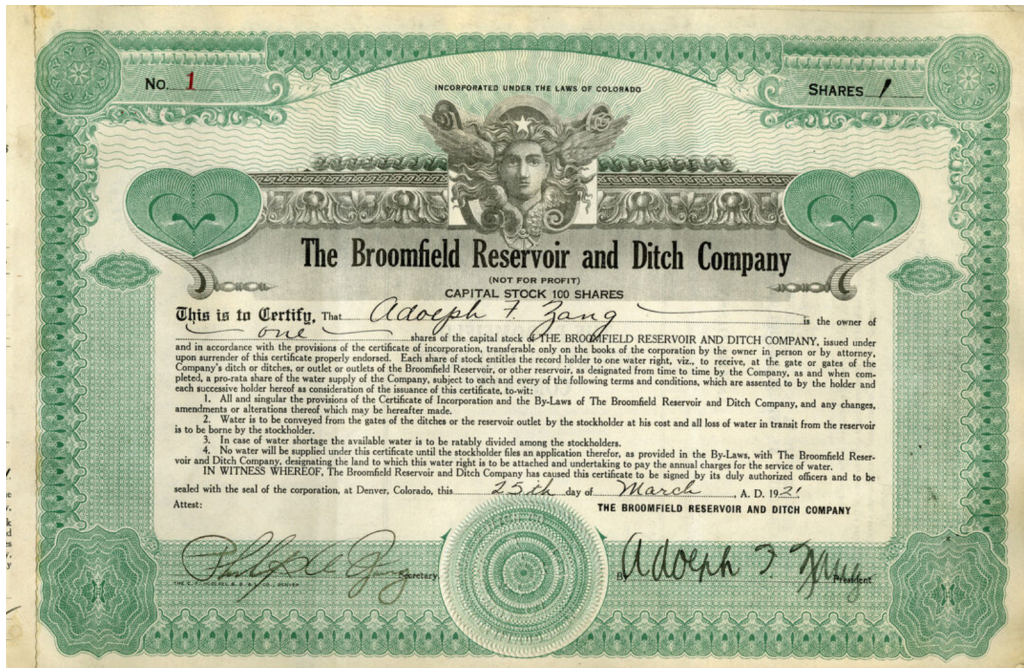 No. 1
SHARES 1
INCORPORATED UNDER THE LAWS OF COLORADO
The Broomfield Reservoir and Ditch Company
(NOT FOR PROFIT)
CAPITAL STOCK 100 SHARES
This is to Certify, That Adolph F. Zang is the owner of
one shares of the capital stock of THE BROOMFIELD RESERVOIR AND DITCH COMPANY, issued under
and in accordance with the provisions of the certificate of incorporation, transferable only on the books of the corporation by the owner in person or by attorney,
upon surrender of this certificate properly endorsed. Each share of stock entitles the record holder to one water right, viz., to receive, at the gate or gates of the
Company's ditch or ditches, or outlet or outlets of the Broomfield Reservoir, or other reservoir, as designated from time to time by the Company, as and when com-
pleted, a pro-rata share of the water supply of the Company, subject to each and every of the following terms and conditions, which are assented to by the holder and
each successive holder hereof as consideration of the issuance of this certificate, to-wit:
1. All and singular the provisions of the Certificate of Incorporation and the By-Laws of The Broomfield Reservoir and Ditch Company, and any changes,
amendments or alterations thereof which may be hereafter made.
2. Water is to be conveyed from the gates of the ditches or the reservoir outlet by the stockholder at his cost and all loss of water in transit from the reservoir
is to be borne by the stockholder.
3. In case of water shortage the available water is to be ratably divided among the stockholders.
4. No water will be supplied under this certificate until the stockholder files an application therefor, as provided in the By-Laws, with The Broomfield Reser-
voir and Ditch Company, designating the land to which this water right is to be attached and undertaking to pay the annual charges for the service of water.
IN WITNESS WHEREOF, The Broomfield Reservoir and Ditch Company has caused this certificate to be signed by its duly authorized officers and to be
sealed with the seal of the corporation, at Denver, Colorado, this 25th day of March, A. D. 1921
Attest:
THE BROOMFIELD RESERVOIR AND DITCH COMPANY
Secretary
By Adolph F. Zang President